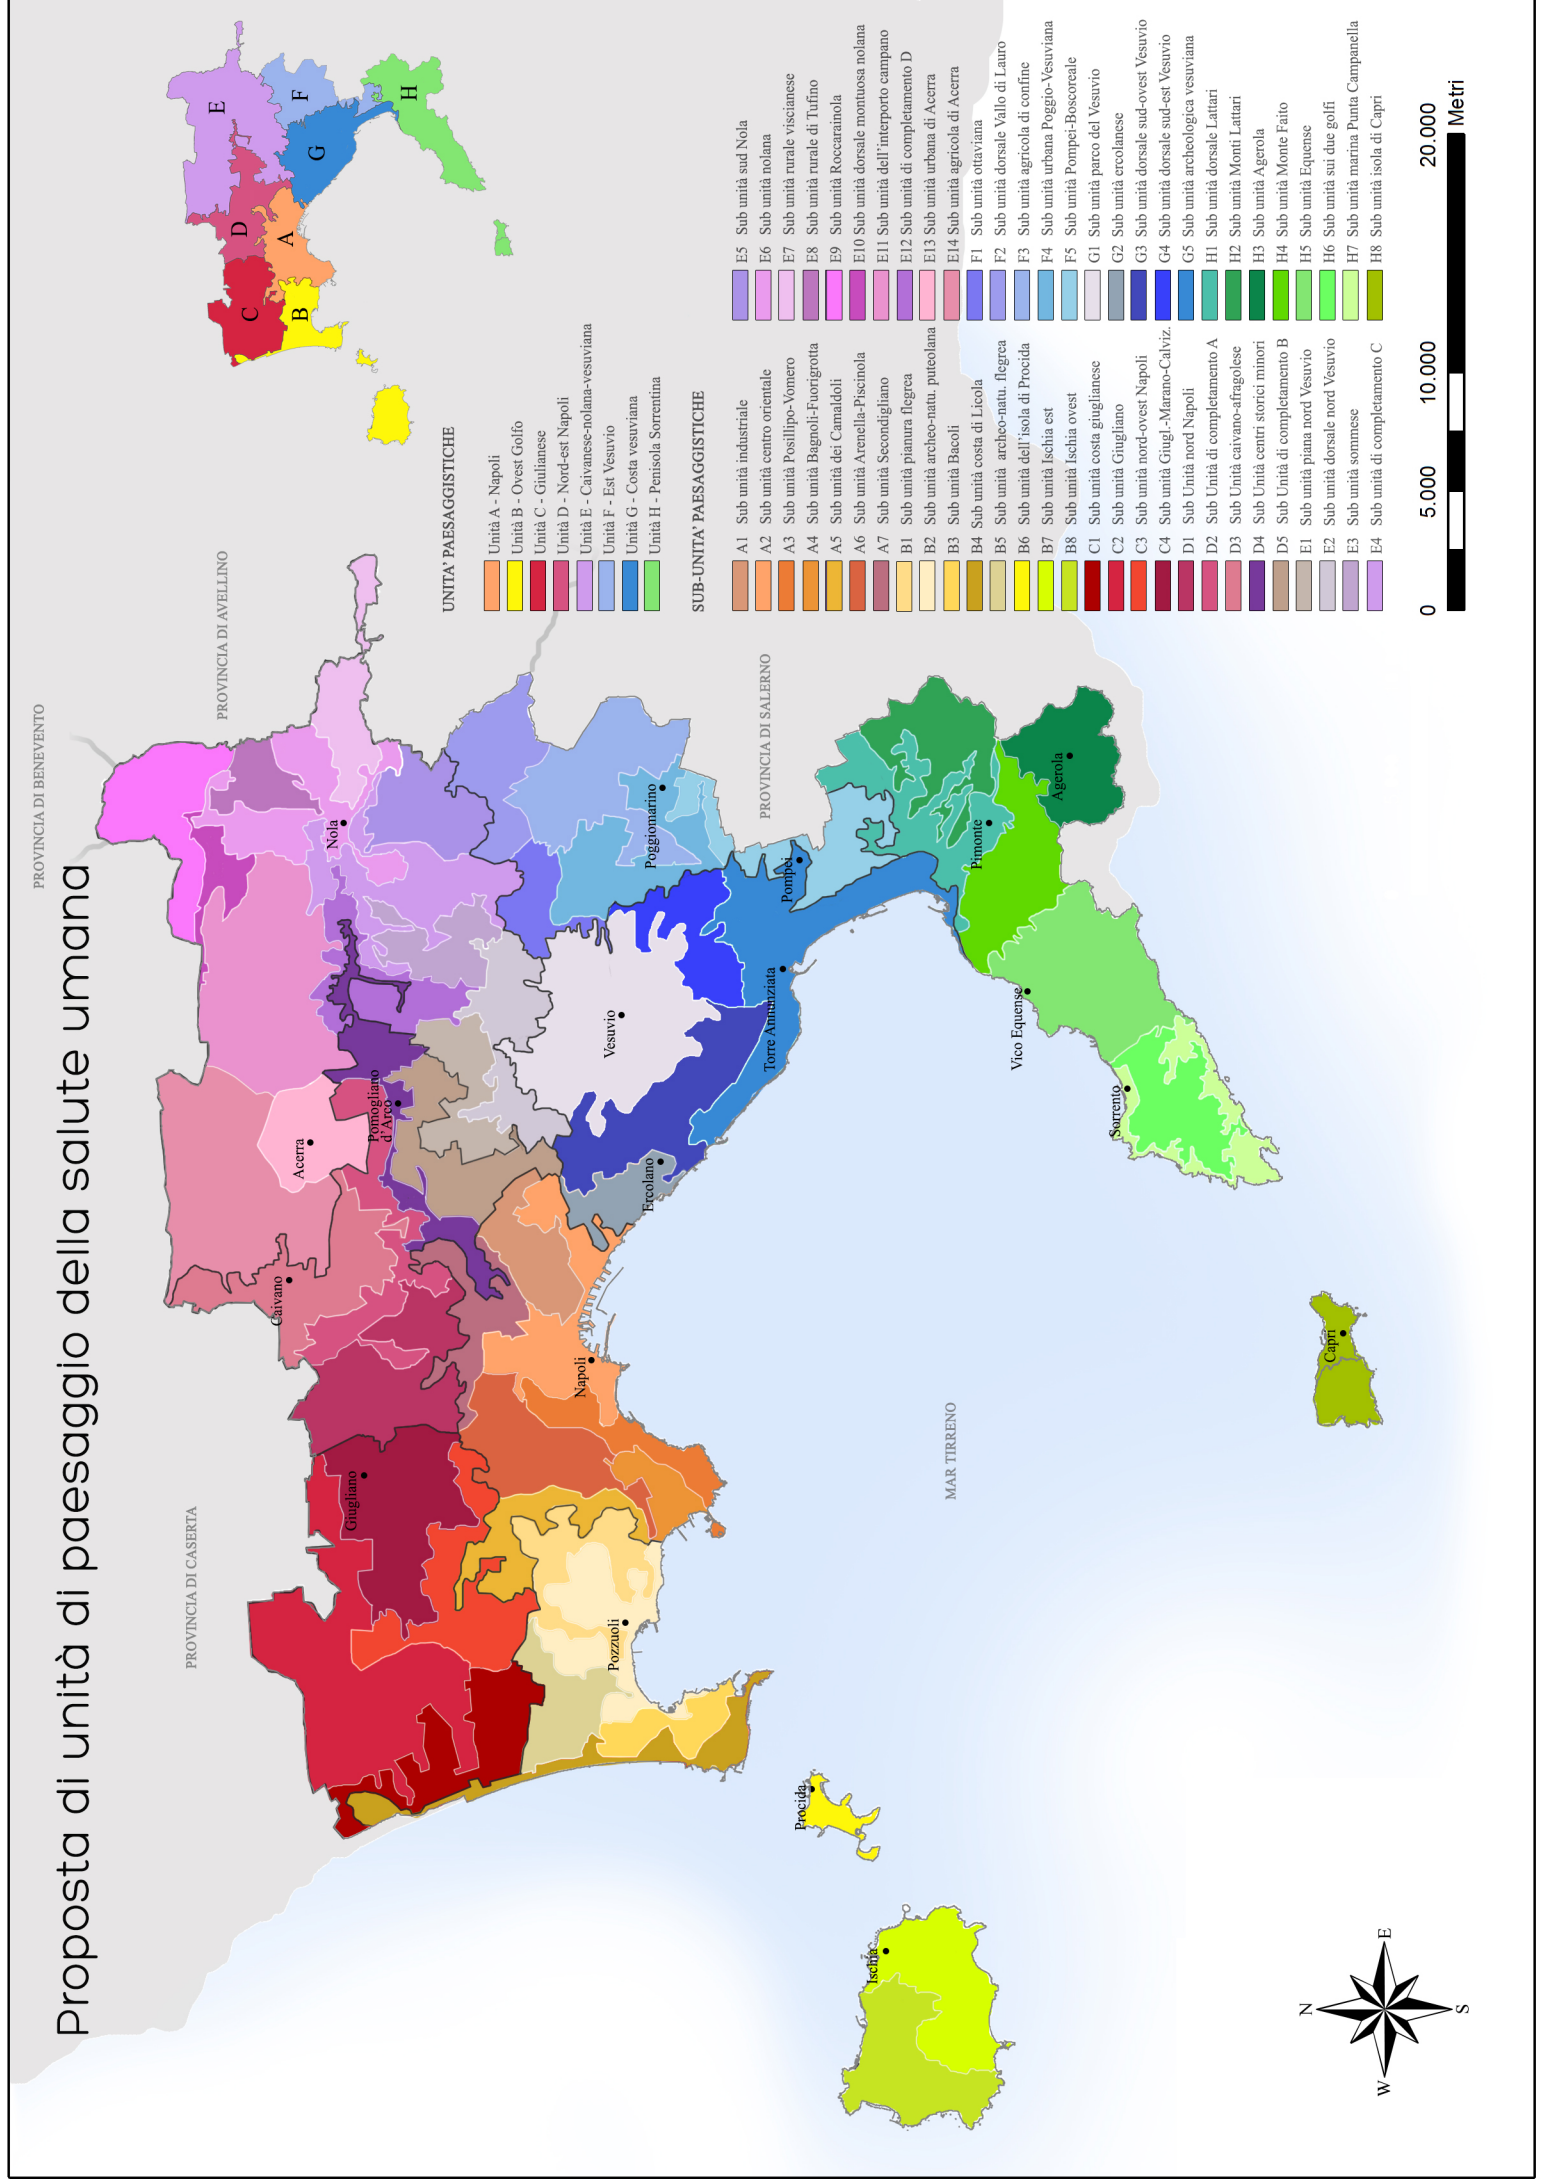 Proposta di unità di paesaggio della salute umana
PROVINCIA DI CASERTA
PROVINCIA DI BENEVENTO
PROVINCIA DI AVELLINO
PROVINCIA DI SALERNO
MAR TIRRENO
Giugliano
Caivano
Acerra
Pomogliano
d'Arco
Nola
Pozzuoli
Napoli
Ercolano
Vesuvio
Poggiomarino
Torre Annunziata
Pompei
Procida
Ischia
Vico Equense
Pimonte
Agerola
Sorrento
Capri
A
B
C
D
E
F
G
H
UNITA' PAESAGGISTICHE
Unità A - Napoli
Unità B - Ovest Golfo
Unità C - Giulianese
Unità D - Nord-est Napoli
Unità E - Caivanese-nolana-vesuviana
Unità F - Est Vesuvio
Unità G - Costa vesuviana
Unità H - Penisola Sorrentina
SUB-UNITA' PAESAGGISTICHE
A1 Sub unità industriale
A2 Sub unità centro orientale
A3 Sub unità Posillipo-Vomero
A4 Sub unità Bagnoli-Fuorigrotta
A5 Sub unità dei Camaldoli
A6 Sub unità Arenella-Piscinola
A7 Sub unità Secondigliano
B1 Sub unità pianura flegrea
B2 Sub unità archeo-natu. puteolana
B3 Sub unità Bacoli
B4 Sub unità costa di Licola
B5 Sub unità archeo-natu. flegrea
B6 Sub unità dell'isola di Procida
B7 Sub unità Ischia est
B8 Sub unità Ischia ovest
C1 Sub unità costa giuglianese
C2 Sub unità Giugliano
C3 Sub unità nord-ovest Napoli
C4 Sub unità Giugl.-Marano-Calviz.
D1 Sub Unità nord Napoli
D2 Sub Unità di completamento A
D3 Sub Unità caivano-afragolese
D4 Sub Unità centri storici minori
D5 Sub unità di completamento B
E1 Sub unità piana nord Vesuvio
E2 Sub unità dorsale nord Vesuvio
E3 Sub unità sommese
E4 Sub unità di completamento C
E5 Sub unità sud Nola
E6 Sub unità nolana
E7 Sub unità rurale viscianese
E8 Sub unità rurale di Tufino
E9 Sub unità Roccarainola
E10 Sub unità dorsale montuosa nolana
E11 Sub unità dell'interporto campano
E12 Sub unità di completamento D
E13 Sub unità urbana di Acerra
E14 Sub unità agricola di Acerra
F1 Sub unità ottaviana
F2 Sub unità dorsale Vallo di Lauro
F3 Sub unità agricola di confine
F4 Sub unità urbana Poggio-Vesuviana
F5 Sub unità Pompei-Boscoreale
G1 Sub unità parco del Vesuvio
G2 Sub unità ercolanese
G3 Sub unità dorsale sud-ovest Vesuvio
G4 Sub unità dorsale sud-est Vesuvio
G5 Sub unità archeologica vesuviana
H1 Sub unità dorsale Lattari
H2 Sub unità Monti Lattari
H3 Sub unità Agerola
H4 Sub unità Monte Faito
H5 Sub unità Equense
H6 Sub unità sui due golfi
H7 Sub unità marina Punta Campanella
H8 Sub unità isola di Capri
0 5.000 10.000 20.000
Metri
N
W E
S